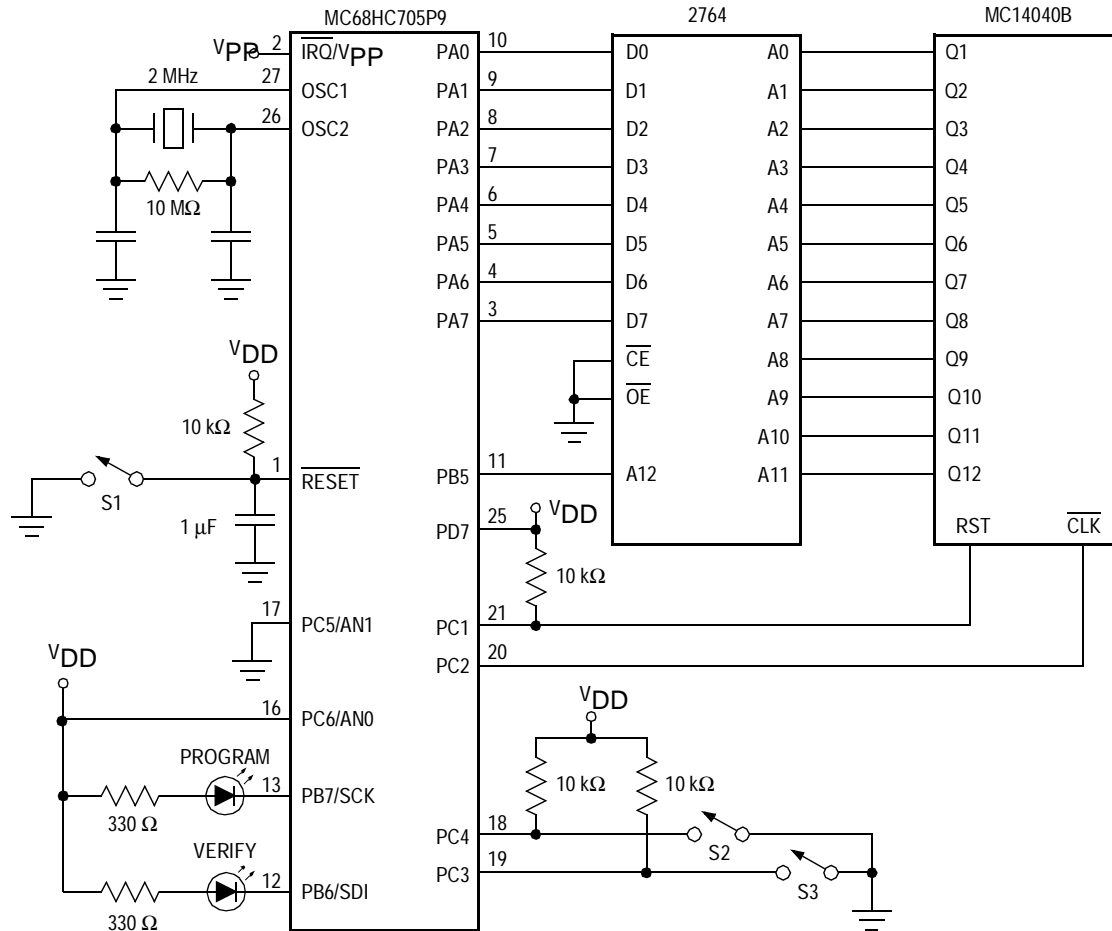 MC68HC705P9 2764 MC14040B
VPP 2 IRQ/VPP PA0 10 D0 A0 Q1
2 MHz 27 OSC1 PA1 9 D1 A1 Q2
26 OSC2 PA2 8 D2 A2 Q3
PA3 7 D3 A3 Q4
10 MΩ PA4 6 D4 A4 Q5
PA5 5 D5 A5 Q6
PA6 4 D6 A6 Q7
PA7 3 D7 A7 Q8
VDD CE A8 Q9
OE A9 Q10
10 kΩ A10 Q11
1 RESET PB5 11 A12 A11 Q12
S1
1 µF PD7 25 VDD RST CLK
10 kΩ
17 PC5/AN1 PC1 21
VDD PC2 20
16 PC6/AN0 VDD
PROGRAM
13 PB7/SCK 10 kΩ 10 kΩ
330 Ω
VERIFY PC4 18 S2
12 PB6/SDI PC3 19 S3
330 Ω